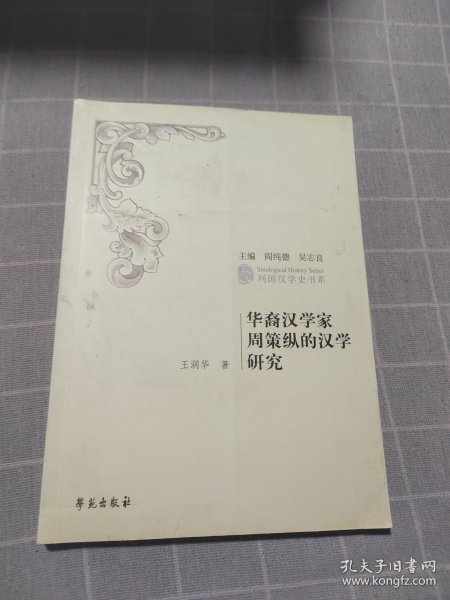 主编 阎纯德 吴志良
Sinological History Series
列国汉学史书系
华裔汉学家
周策纵的汉学
研究
王润华 著
學苑出版社
孔夫子旧书网
www.kongfz.com